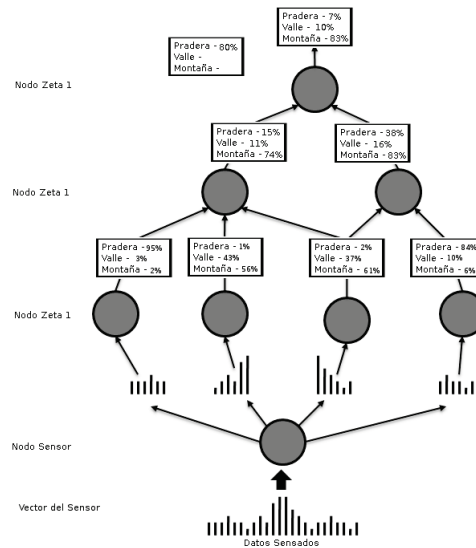 Pradera - 7%
Valle - 10%
Montaña - 83%
Pradera - 80%
Valle -
Montaña -
Nodo Zeta 1
Pradera - 15%
Valle - 11%
Montaña - 74%
Pradera - 38%
Valle - 16%
Montaña - 83%
Nodo Zeta 1
Pradera - 95%
Valle - 3%
Montaña - 2%
Pradera - 1%
Valle - 43%
Montaña - 56%
Pradera - 2%
Valle - 37%
Montaña - 61%
Pradera - 84%
Valle - 10%
Montaña - 6%
Nodo Zeta 1
Nodo Sensor
Vector del Sensor
Datos Sensados